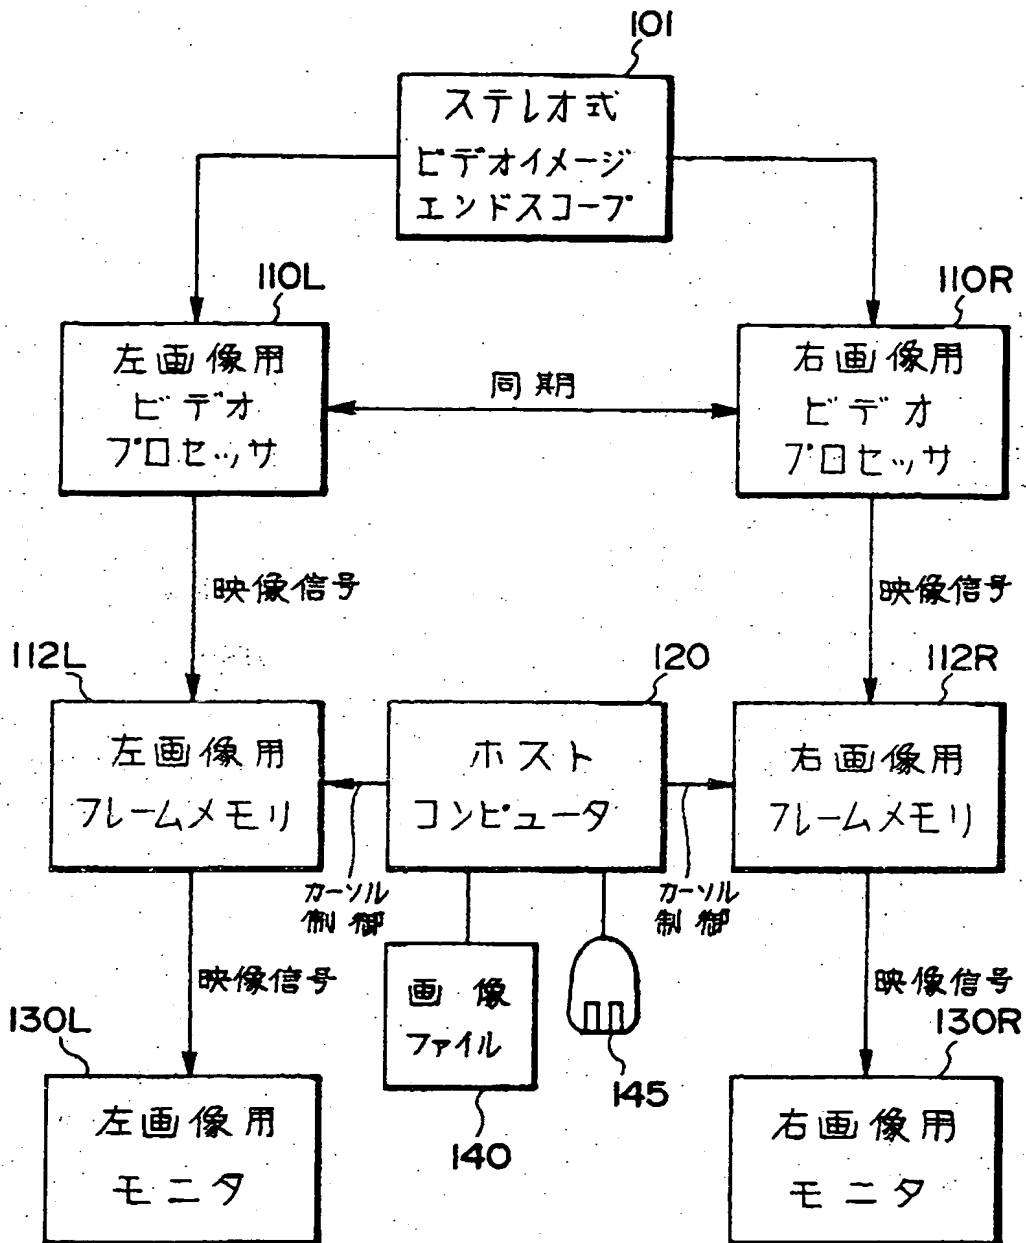 101
ステレオ式
ビデオイメージ
エンドスコープ
110L
110R
左画像用
ビデオ
プロセッサ
同期
右画像用
ビデオ
プロセッサ
映像信号
映像信号
112L
120
112R
左画像用
フレームメモリ
ホスト
コンピュータ
右画像用
フレームメモリ
カーソル
制御
カーソル
制御
映像信号
画像
ファイル
映像信号
130L
145
130R
140
左画像用
モニタ
右画像用
モニタ